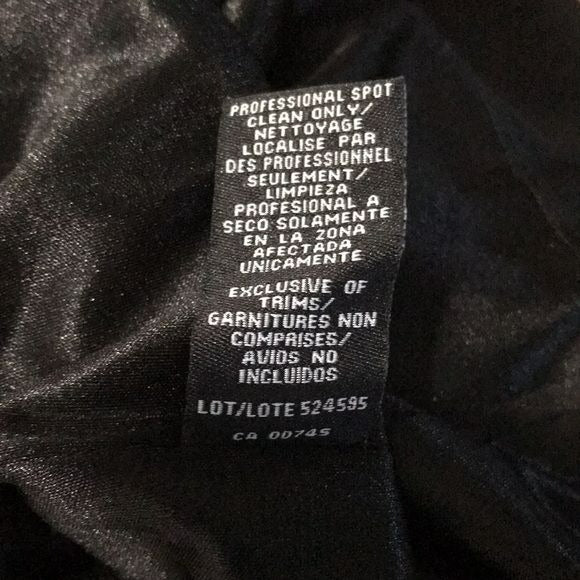 PROFESSIONAL SPOT
CLEAN ONLY/
NETTOYAGE
LOCALISE PAR
DES PROFESSIONNEL
SEULEMENT/
LIMPIEZA
PROFESIONAL A
SECO SOLAMENTE
EN LA ZONA
AFECTADA
UNICAMENTE
EXCLUSIVE OF
TRIMS/
GARNITURES NON
COMPRISES/
AVIOS NO
INCLUIDOS
LOT/LOTE 524595
CA 00745